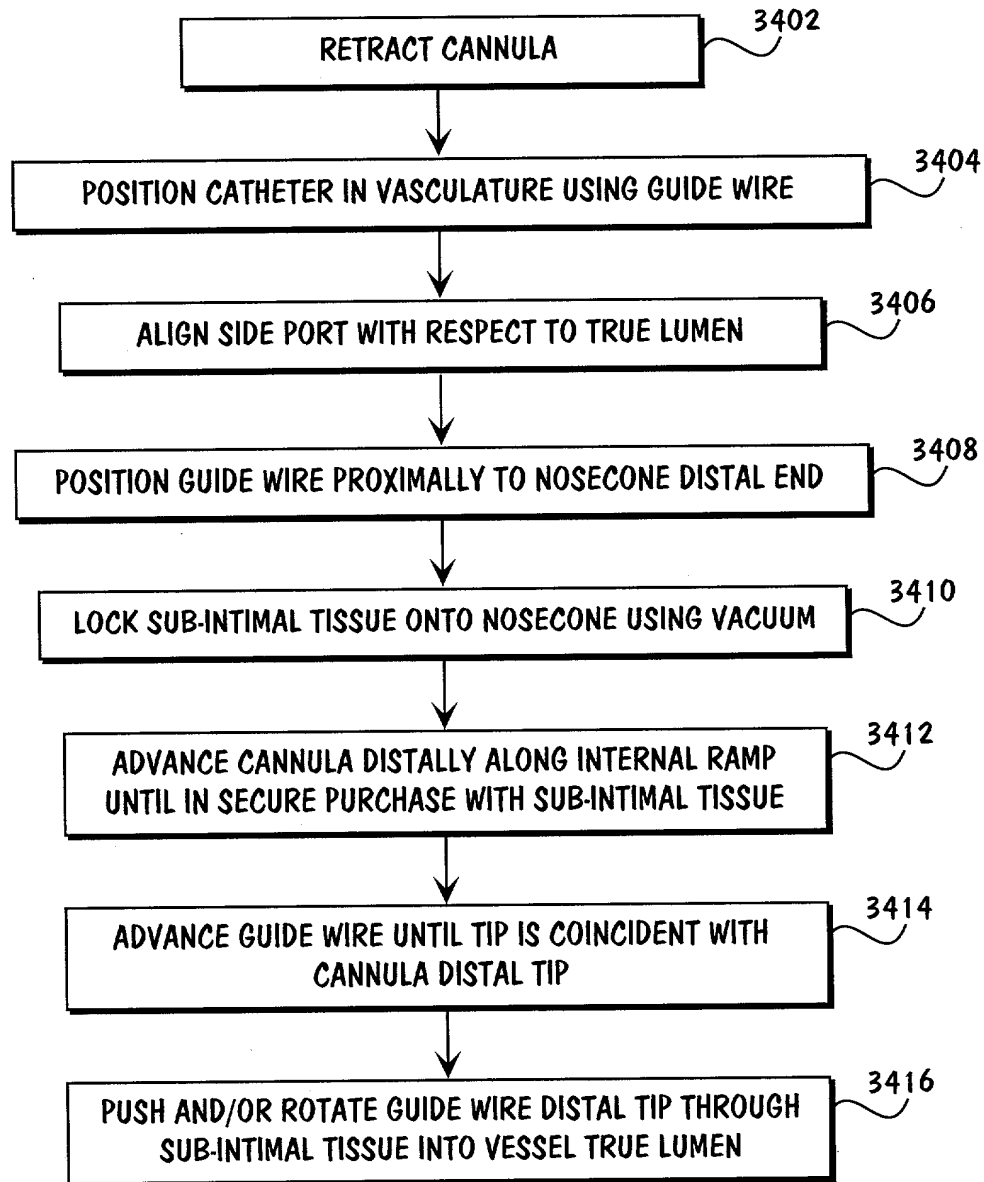 3402
RETRACT CANNULA
3404
POSITION CATHETER IN VASCULATURE USING GUIDE WIRE
3406
ALIGN SIDE PORT WITH RESPECT TO TRUE LUMEN
3408
POSITION GUIDE WIRE PROXIMALLY TO NOSECONE DISTAL END
3410
LOCK SUB-INTIMAL TISSUE ONTO NOSECONE USING VACUUM
3412
ADVANCE CANNULA DISTALLY ALONG INTERNAL RAMP
UNTIL IN SECURE PURCHASE WITH SUB-INTIMAL TISSUE
3414
ADVANCE GUIDE WIRE UNTIL TIP IS COINCIDENT WITH
CANNULA DISTAL TIP
3416
PUSH AND/OR ROTATE GUIDE WIRE DISTAL TIP THROUGH
SUB-INTIMAL TISSUE INTO VESSEL TRUE LUMEN